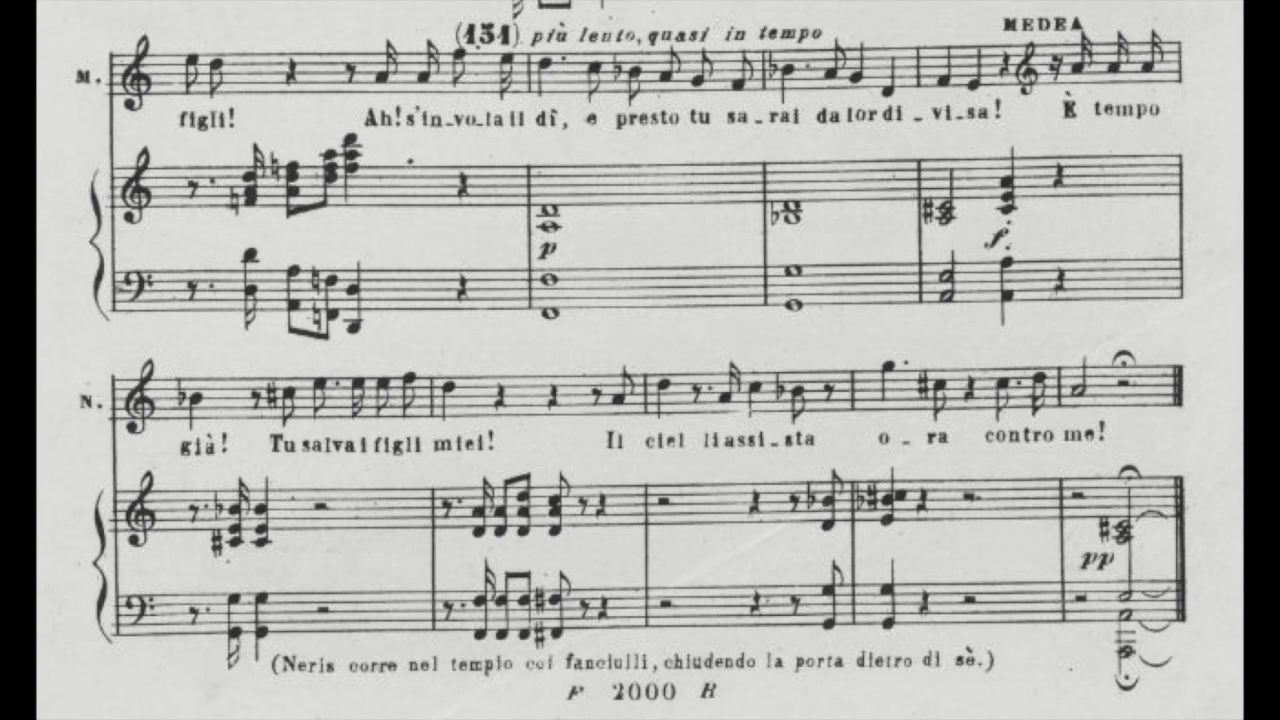 (151) più lento, quasi in tempo
MEDEA
M.
figli! Ah! s'in-vo-la il dì, e presto tu sa-rai da lor di-vi-sa! È tempo
p
f
N.
già! Tu salva i figli miei! Il ciel li assi-sta o-ra contro me!
pp
(Neris corre nel tempio coi fanciulli, chiudendo la porta dietro di sè.)
F 2000 R